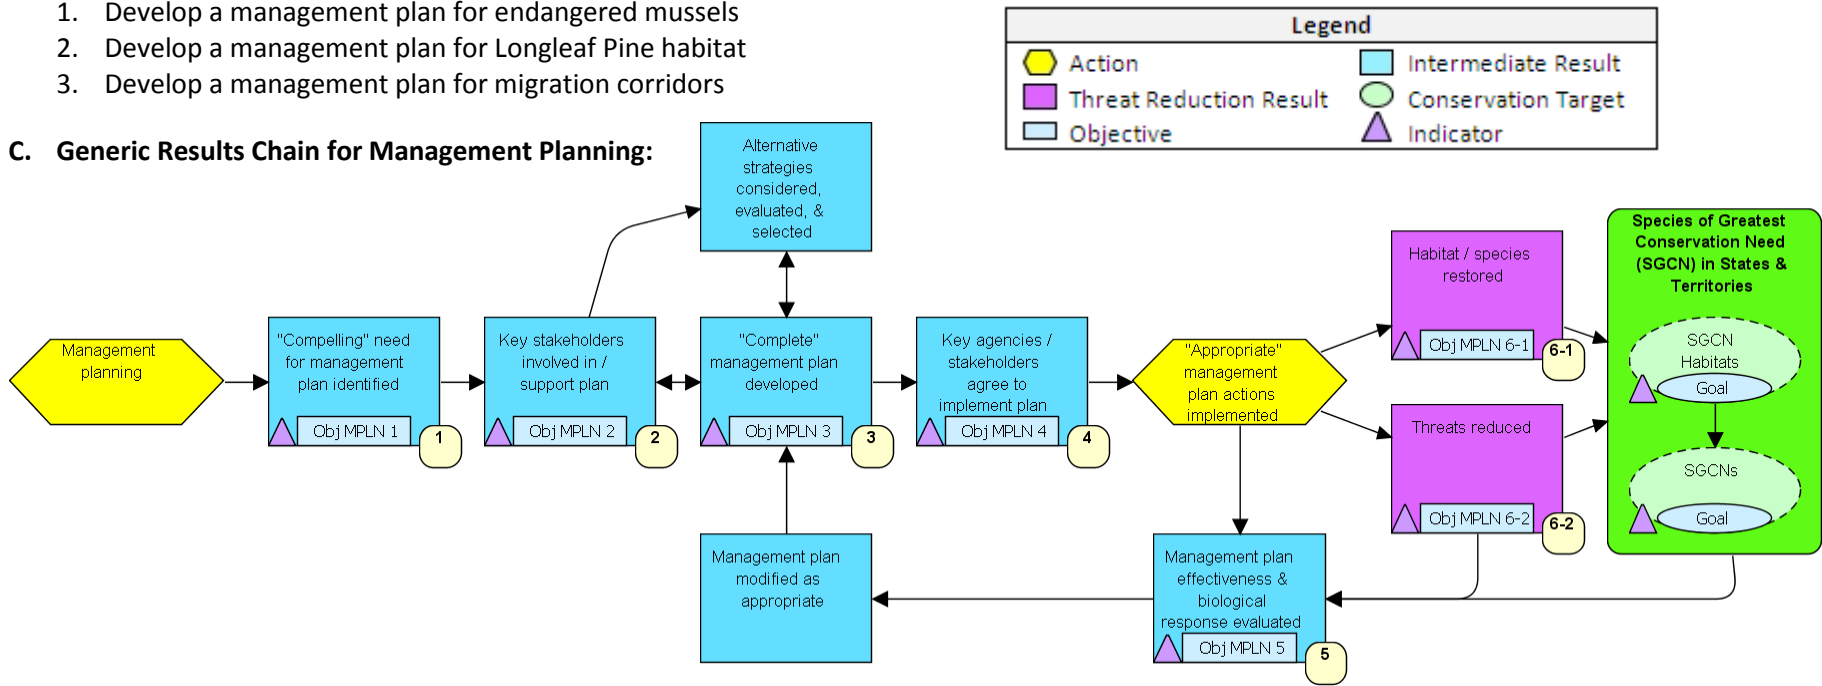 1. Develop a management plan for endangered mussels
2. Develop a management plan for Longleaf Pine habitat
3. Develop a management plan for migration corridors
Legend
Action
Intermediate Result
Threat Reduction Result
Conservation Target
Objective
Indicator
C. Generic Results Chain for Management Planning:
Alternative
strategies
considered,
evaluated, &
selected
Management
planning
"Compelling" need
for management
plan identified
Obj MPLN 1
1
Key stakeholders
involved in /
support plan
Obj MPLN 2
2
"Complete"
management plan
developed
Obj MPLN 3
3
Key agencies /
stakeholders
agree to
implement plan
Obj MPLN 4
4
"Appropriate"
management
plan actions
implemented
Habitat / species
restored
Obj MPLN 6-1
6-1
Threats reduced
Obj MPLN 6-2
6-2
Species of Greatest
Conservation Need
(SGCN) in States &
Territories
SGCN
Habitats
Goal
SGCNs
Goal
Management plan
modified as
appropriate
Management plan
effectiveness &
biological
response evaluated
Obj MPLN 5
5